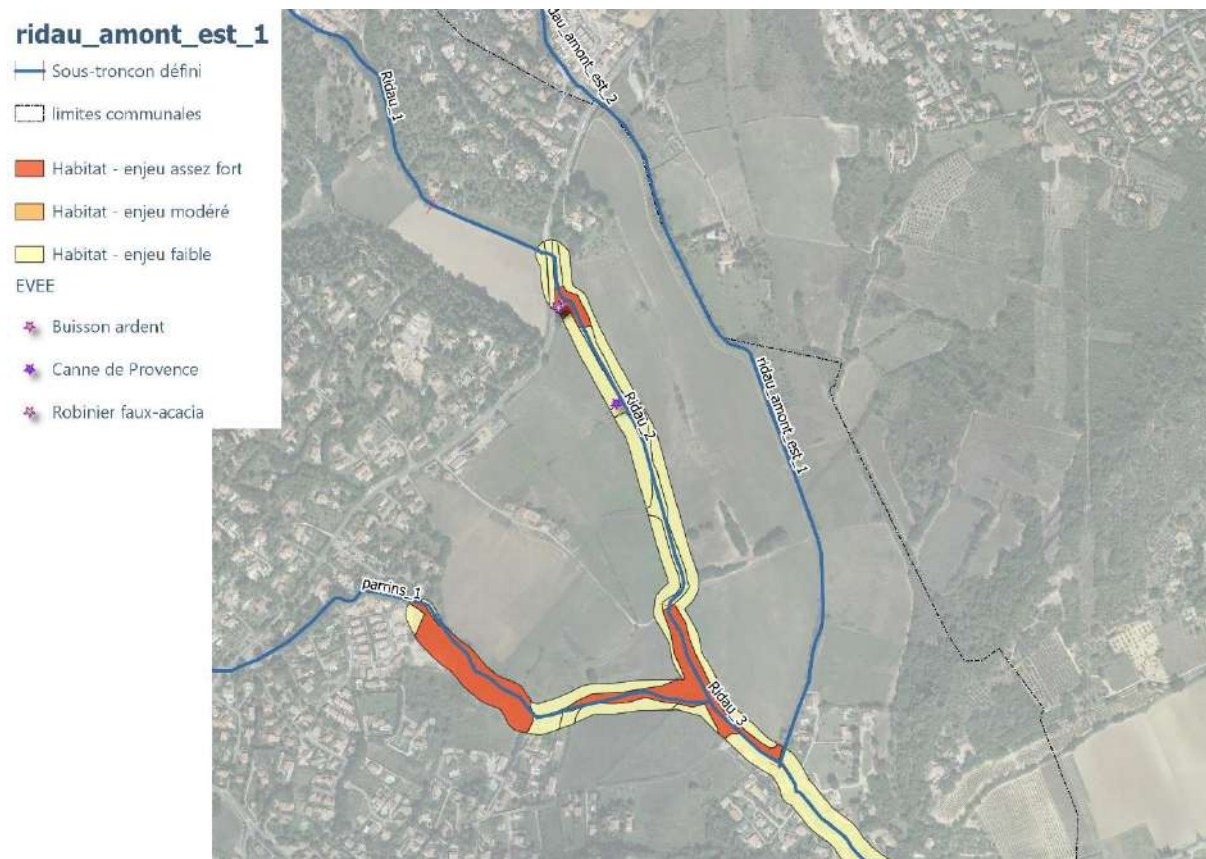 ridau_amont_est_1
Sous-troncon défini
limites communales
Habitat - enjeu assez fort
Habitat - enjeu modéré
Habitat - enjeu faible
EVEE
Buisson ardent
Canne de Provence
Robinier faux-acacia
Ridau_1
ridau_amont_est_2
Ridau_2
ridau_amont_est_1
parrins_1
Ridau_3